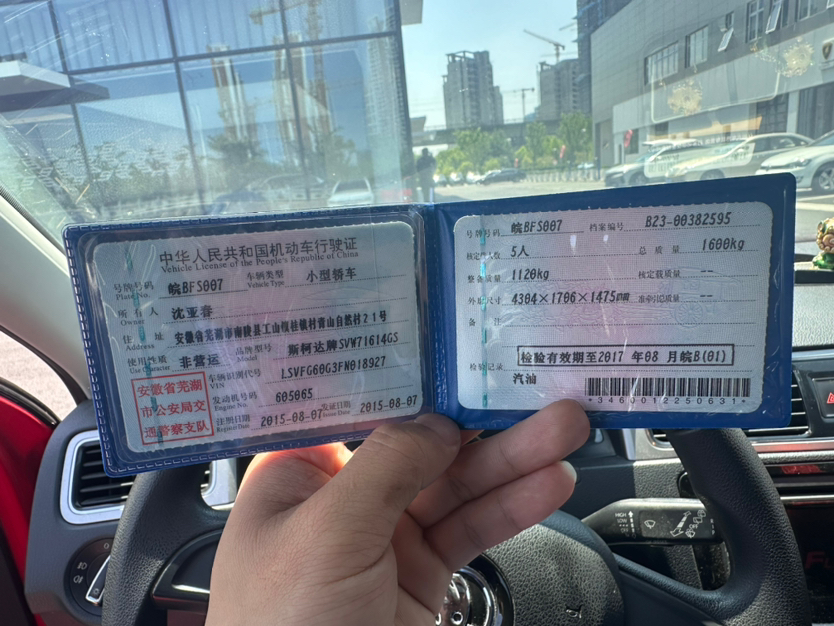 中华人民共和国机动车行驶证
Vehicle License of the People's Republic of China
号牌号码 皖BFS007 车辆类型 小型轿车
Plate No. Vehicle Type
所有人 沈亚春
Owner
住址 安徽省芜湖市南陵县工山镇桂镇村青山自然村21号
Address
使用性质 非营运 品牌型号 斯柯达牌SVW71614GS
Use Character Model
安徽省芜湖
市公安局交
通警察支队
车辆识别代号 LSVFG60G3FN018927
VIN
发动机号码 605065
Engine No.
注册日期 2015-08-07 发证日期 2015-08-07
Register Date Issue Date
号牌号码 皖BFS007 档案编号 B23-00382595
核定载人数 5人 总质量 1600kg
整备质量 1120kg 核定载质量 --
外廓尺寸 4304×1706×1475mm 准牵引总质量 --
备注
检验记录 检验有效期至2017 年08 月皖B(01)
汽油
*3460012250631*
HIGH
LOW
OFF